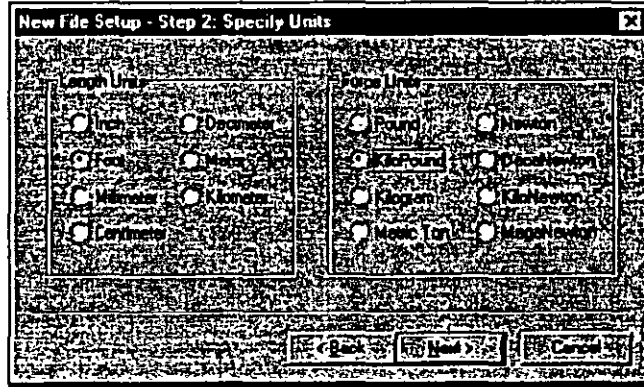 New File Setup - Step 2: Specify Units
Length Units
Inch
Decimeter
Foot
Meter
Millimeter
Kilometer
Centimeter
Force Units
Pound
Newton
KiloPound
DecaNewton
Kilogram
KiloNewton
Metric Ton
MegaNewton
< Back
Next >
Cancel